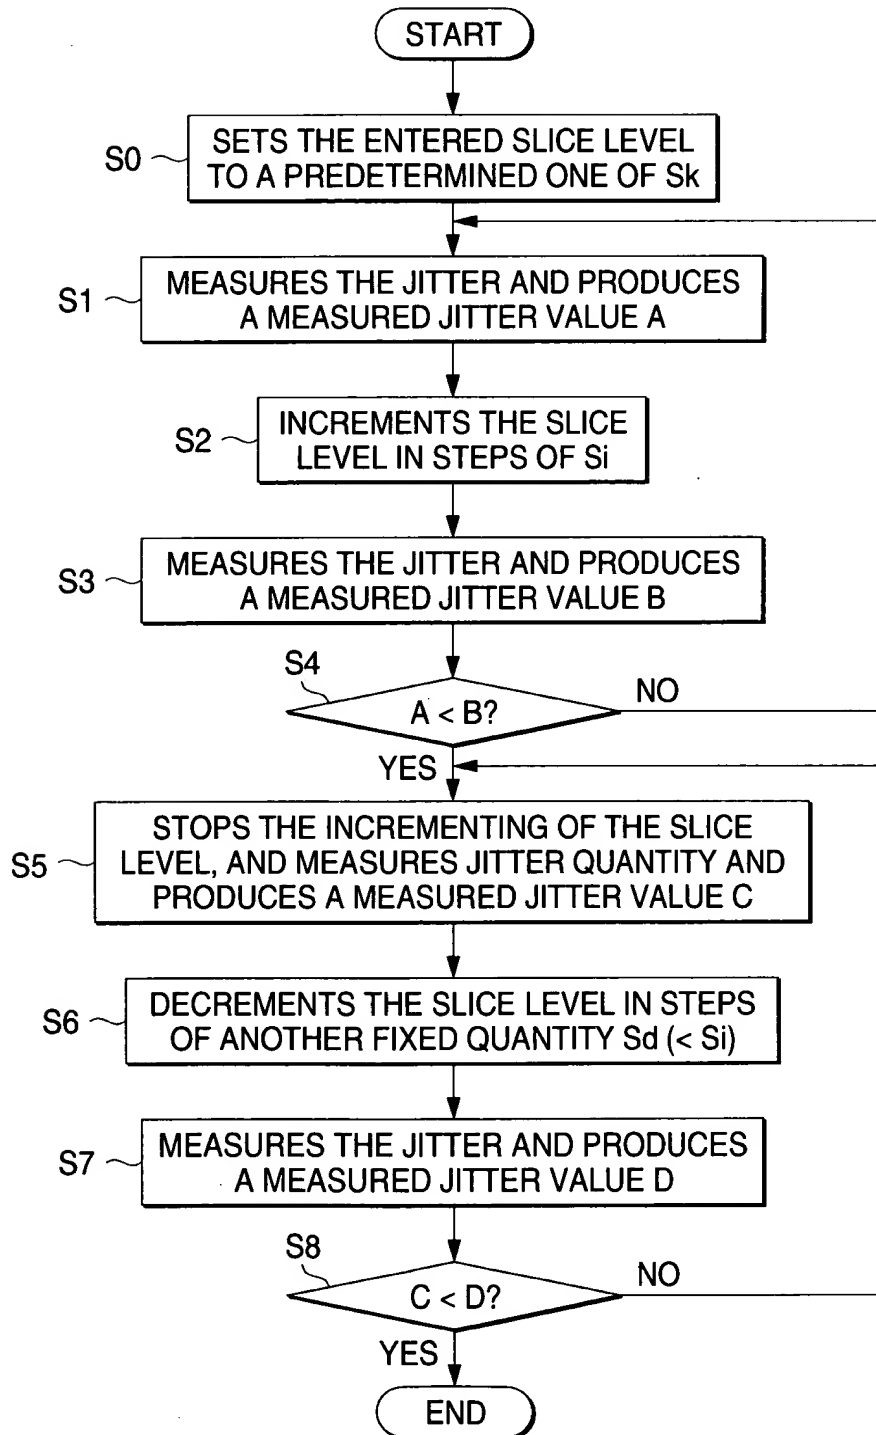 START
S0
SETS THE ENTERED SLICE LEVEL
TO A PREDETERMINED ONE OF Sk
S1
MEASURES THE JITTER AND PRODUCES
A MEASURED JITTER VALUE A
S2
INCREMENTS THE SLICE
LEVEL IN STEPS OF Si
S3
MEASURES THE JITTER AND PRODUCES
A MEASURED JITTER VALUE B
S4
A < B?
NO
YES
S5
STOPS THE INCREMENTING OF THE SLICE
LEVEL, AND MEASURES JITTER QUANTITY AND
PRODUCES A MEASURED JITTER VALUE C
S6
DECREMENTS THE SLICE LEVEL IN STEPS
OF ANOTHER FIXED QUANTITY Sd (< Si)
S7
MEASURES THE JITTER AND PRODUCES
A MEASURED JITTER VALUE D
S8
C < D?
NO
YES
END